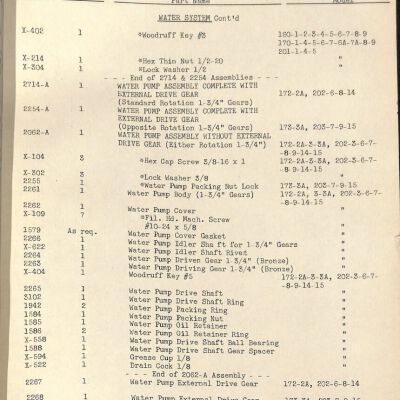 Part Name Model
WATER SYSTEM Cont'd
X-402 1 *Woodruff Key #3 160-1-2-3-4-5-6-7-8-9
170-1-4-5-6-7-6A-7A-8-9
201-1-4-5
X-214 1 *Hex Thin Nut 1/2-20 "
X-304 1 *Lock Washer 1/2 "
- - - End of 2714 & 2254 Assemblies - - -
2714-A 1 WATER PUMP ASSEMBLY COMPLETE WITH
EXTERNAL DRIVE GEAR 172-2A, 202-6-8-14
(Standard Rotation 1-3/4" Gears)
2254-A 1 WATER PUMP ASSEMBLY COMPLETE WITH
EXTERNAL DRIVE GEAR
(Opposite Rotation 1-3/4" Gears) 173-3A, 203-7-9-15
2062-A 1 WATER PUMP ASSEMBLY WITHOUT EXTERNAL
DRIVE GEAR (Either Rotation 1-3/4") 172-2A-3-3A, 202-3-6-7-
-8-9-14-15
X-104 3 *Hex Cap Screw 3/8-16 x 1 172-2A-3-3A, 202-3-6-7-
-8-9-14-15
X-302 3 *Lock Washer 3/8 "
2255 1 *Water Pump Packing Nut Lock 173-3A, 203-7-9-15
2261 1 Water Pump Body (1-3/4" Gears) 172-2A, 3-3A, 202-3-6-7-
-8-9-14-15
2262 1 Water Pump Cover "
X-109 7 *Fil. Hd. Mach. Screw
#10-24 x 5/8 "
1579 As req. Water Pump Cover Gasket "
2266 1 Water Pump Idler Shaft for 1-3/4" Gears "
X-622 1 Water Pump Idler Shaft Rivet "
2264 1 Water Pump Driven Gear 1-3/4" (Bronze) "
2263 1 Water Pump Driving Gear 1-3/4" (Bronze) "
X-404 1 Woodruff Key #5 172-2A-3-3A, 202-3-6-7-
-8-9-14-15
2265 1 Water Pump Drive Shaft "
3102 1 Water Pump Drive Shaft Ring "
1942 2 Water Pump Packing Ring "
1584 1 Water Pump Packing Nut "
1585 1 Water Pump Oil Retainer "
1586 2 Water Pump Oil Retainer Ring "
X-558 1 Water Pump Drive Shaft Ball Bearing "
1588 1 Water Pump Drive Shaft Gear Spacer "
X-594 1 Grease Cup 1/8 "
X-522 1 Drain Cock 1/8 "
- - - End of 2062-A Assembly - - -
2267 1 Water Pump External Drive Gear 172-2A, 202-6-8-14
2268 1 Water Pump External Drive Gear